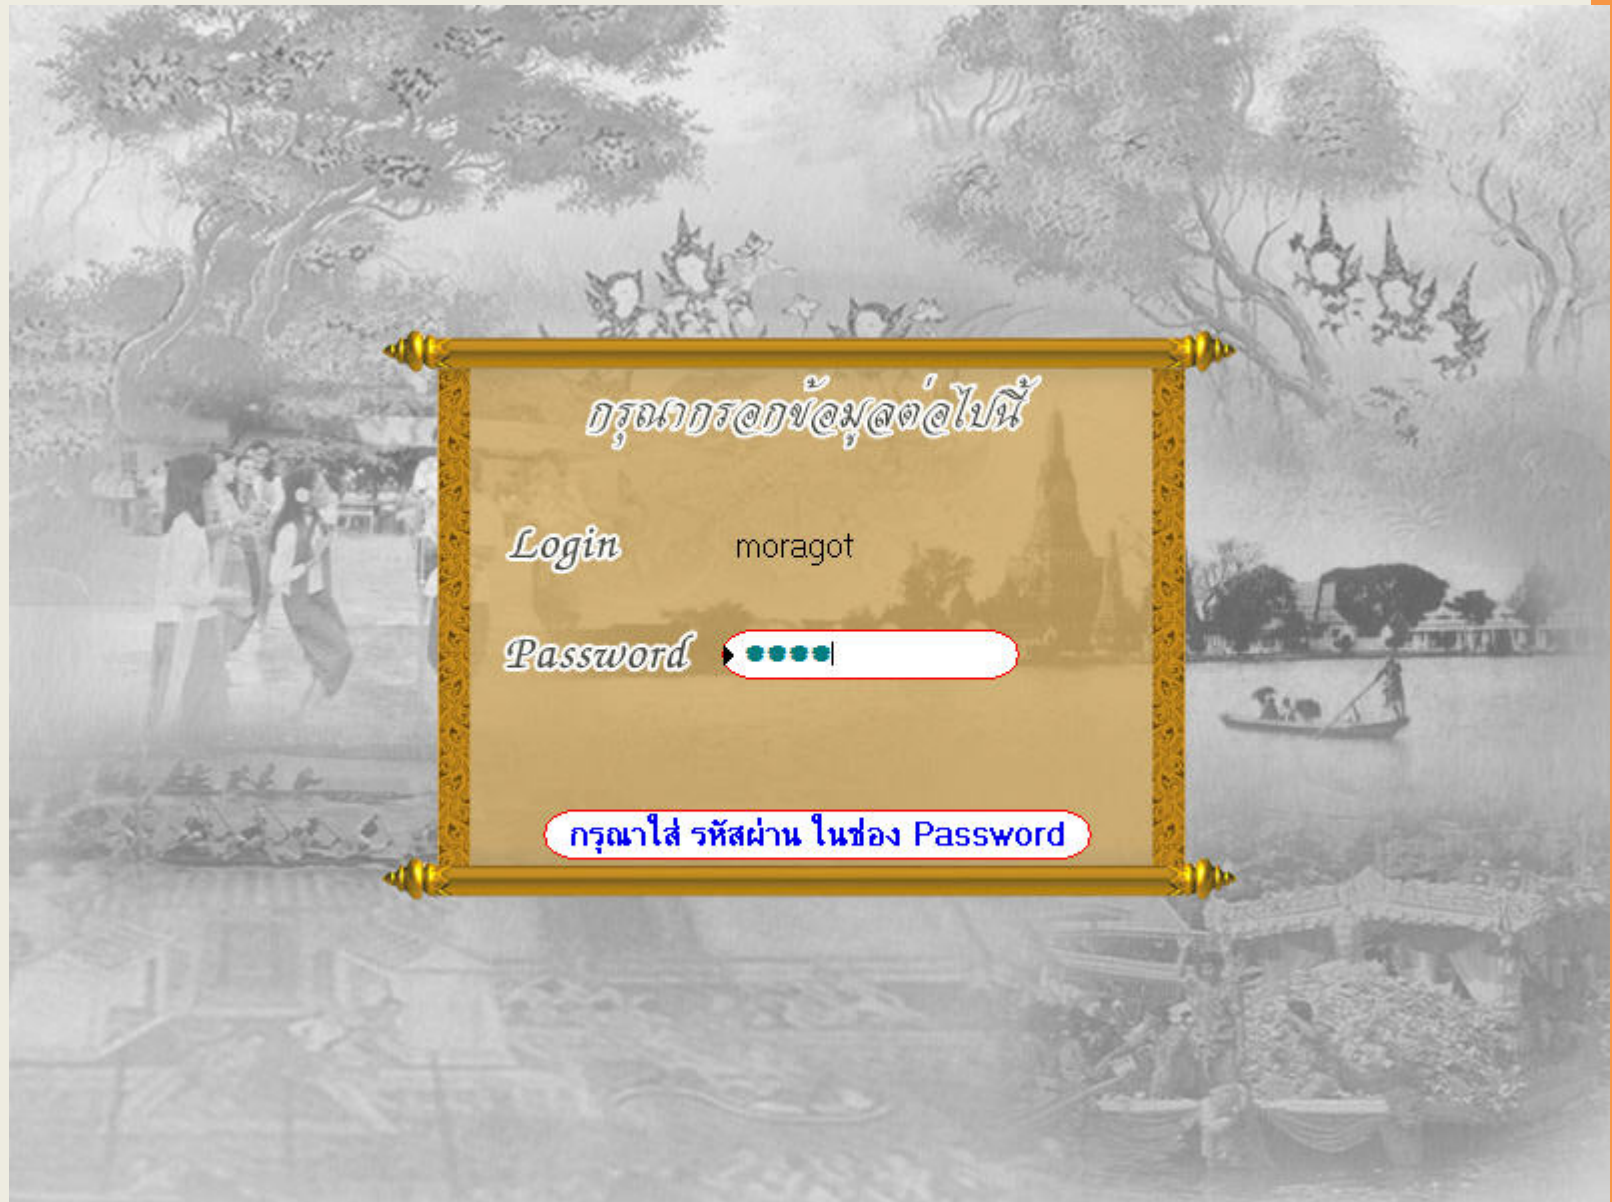 กรุณากรอกข้อมูลต่อไปนี้
Login moragot
Password ●●●●
กรุณาใส่ รหัสผ่าน ในช่อง Password